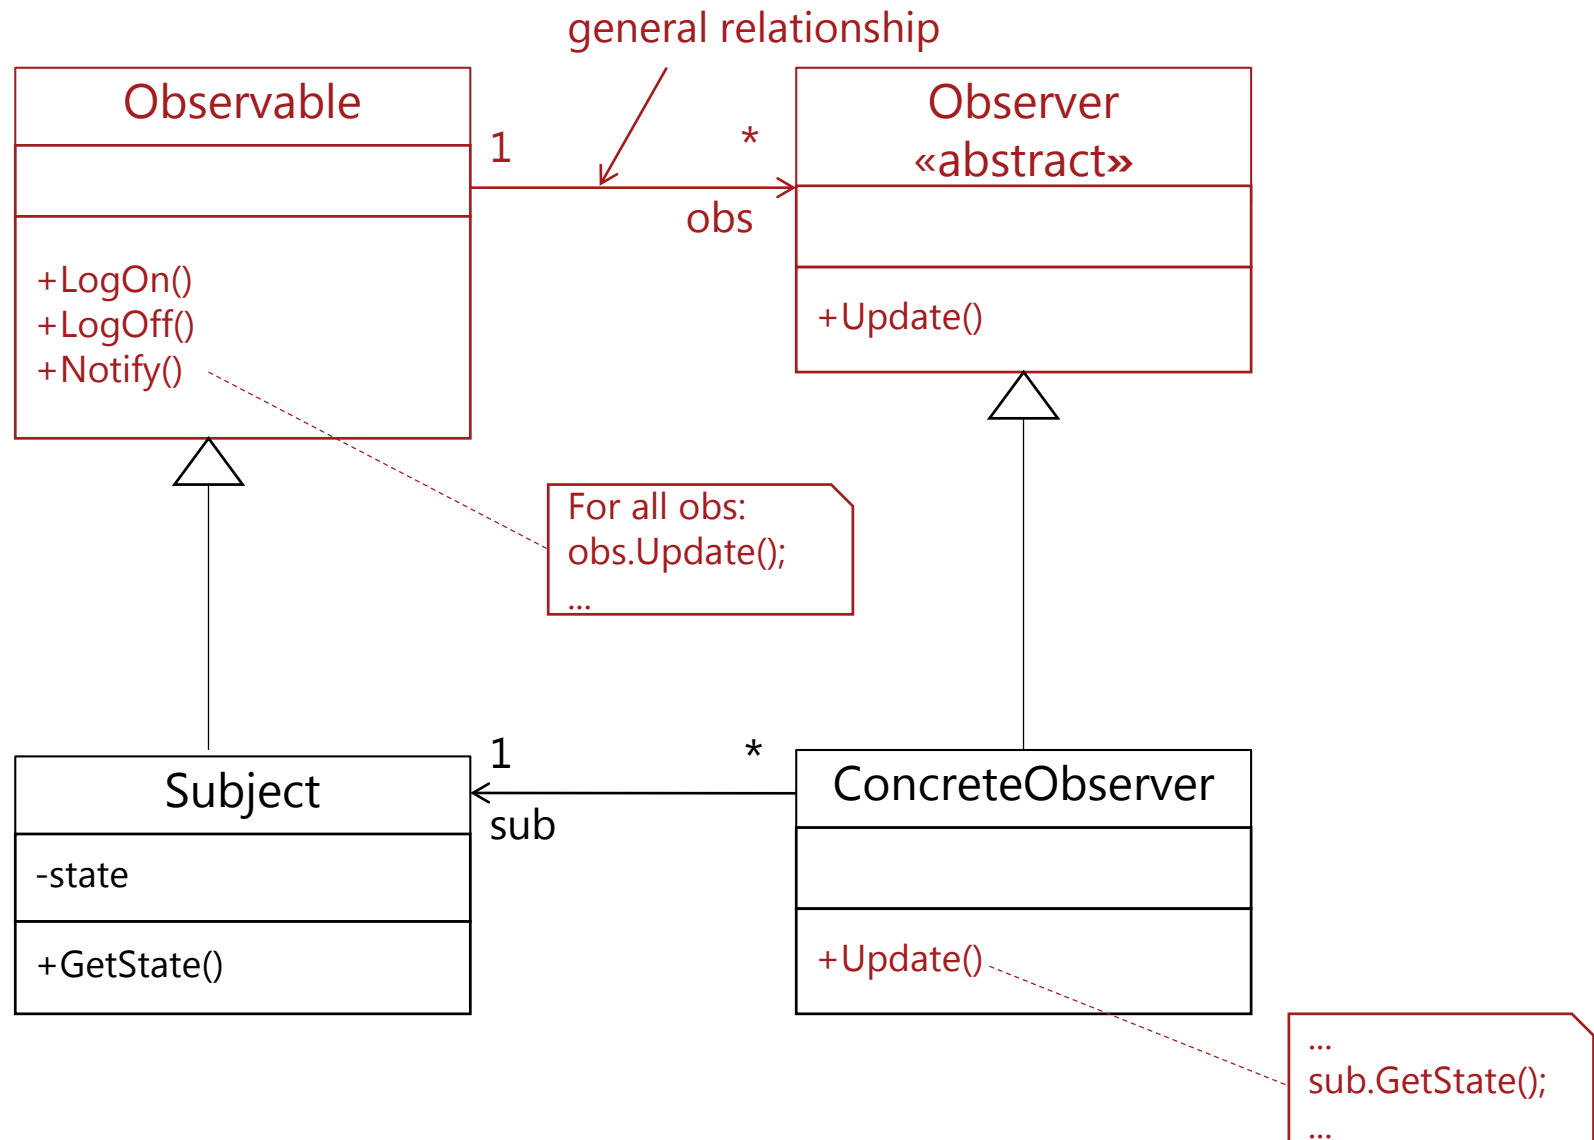 general relationship
Observable
Observer
«abstract»
1
*
obs
+LogOn()
+LogOff()
+Notify()
+Update()
For all obs:
obs.Update();
...
1
*
sub
Subject
ConcreteObserver
-state
+GetState()
+Update()
...
sub.GetState();
...